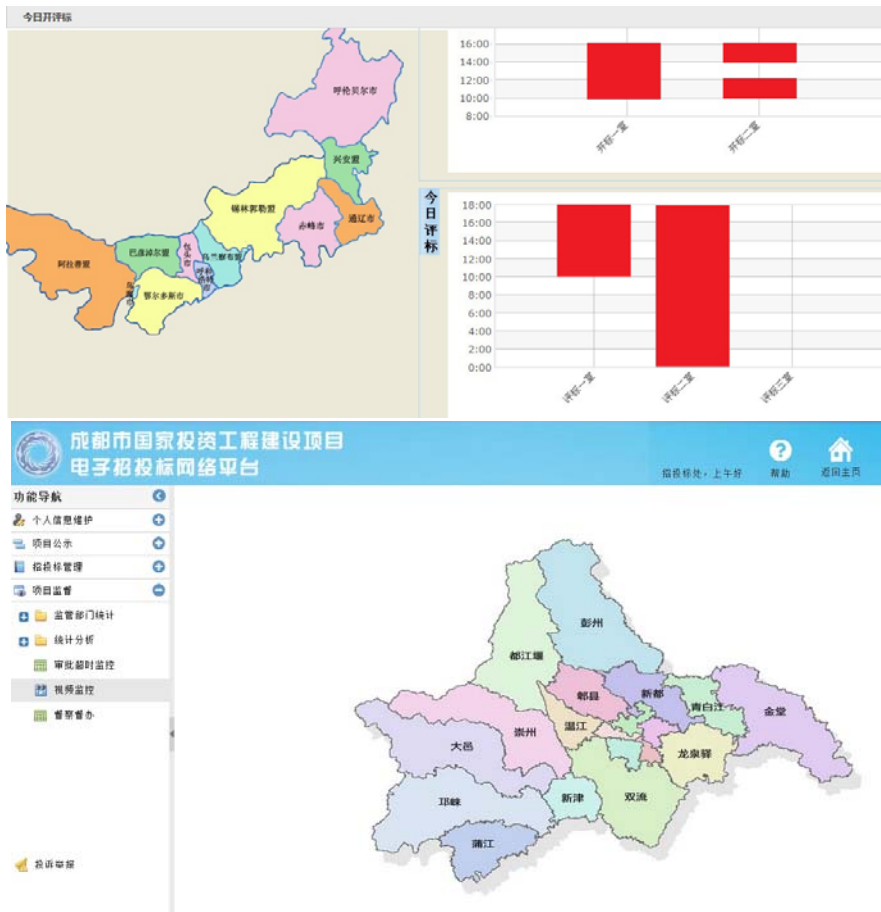 今日开评标
呼伦贝尔市
兴安盟
锡林郭勒盟
通辽市
赤峰市
巴彦淖尔盟
包头市
乌兰察布盟
阿拉善盟
鄂尔多斯市
16:00
14:00
12:00
10:00
8:00
开标一室
开标二室
今日评标
18:00
16:00
14:00
12:00
10:00
8:00
6:00
4:00
2:00
0:00
评标一室
评标二室
评标三室
成都市国家投资工程建设项目
电子招投标网络平台
招投标处，上午好
帮助
返回主页
功能导航
个人信息维护
项目公示
招投标管理
项目监督
监管部门统计
统计分析
审批超时监控
视频监控
督察督办
投诉举报
彭州
都江堰
郫县
新都
青白江
金堂
温江
崇州
大邑
龙泉驿
邛崃
新津
双流
蒲江